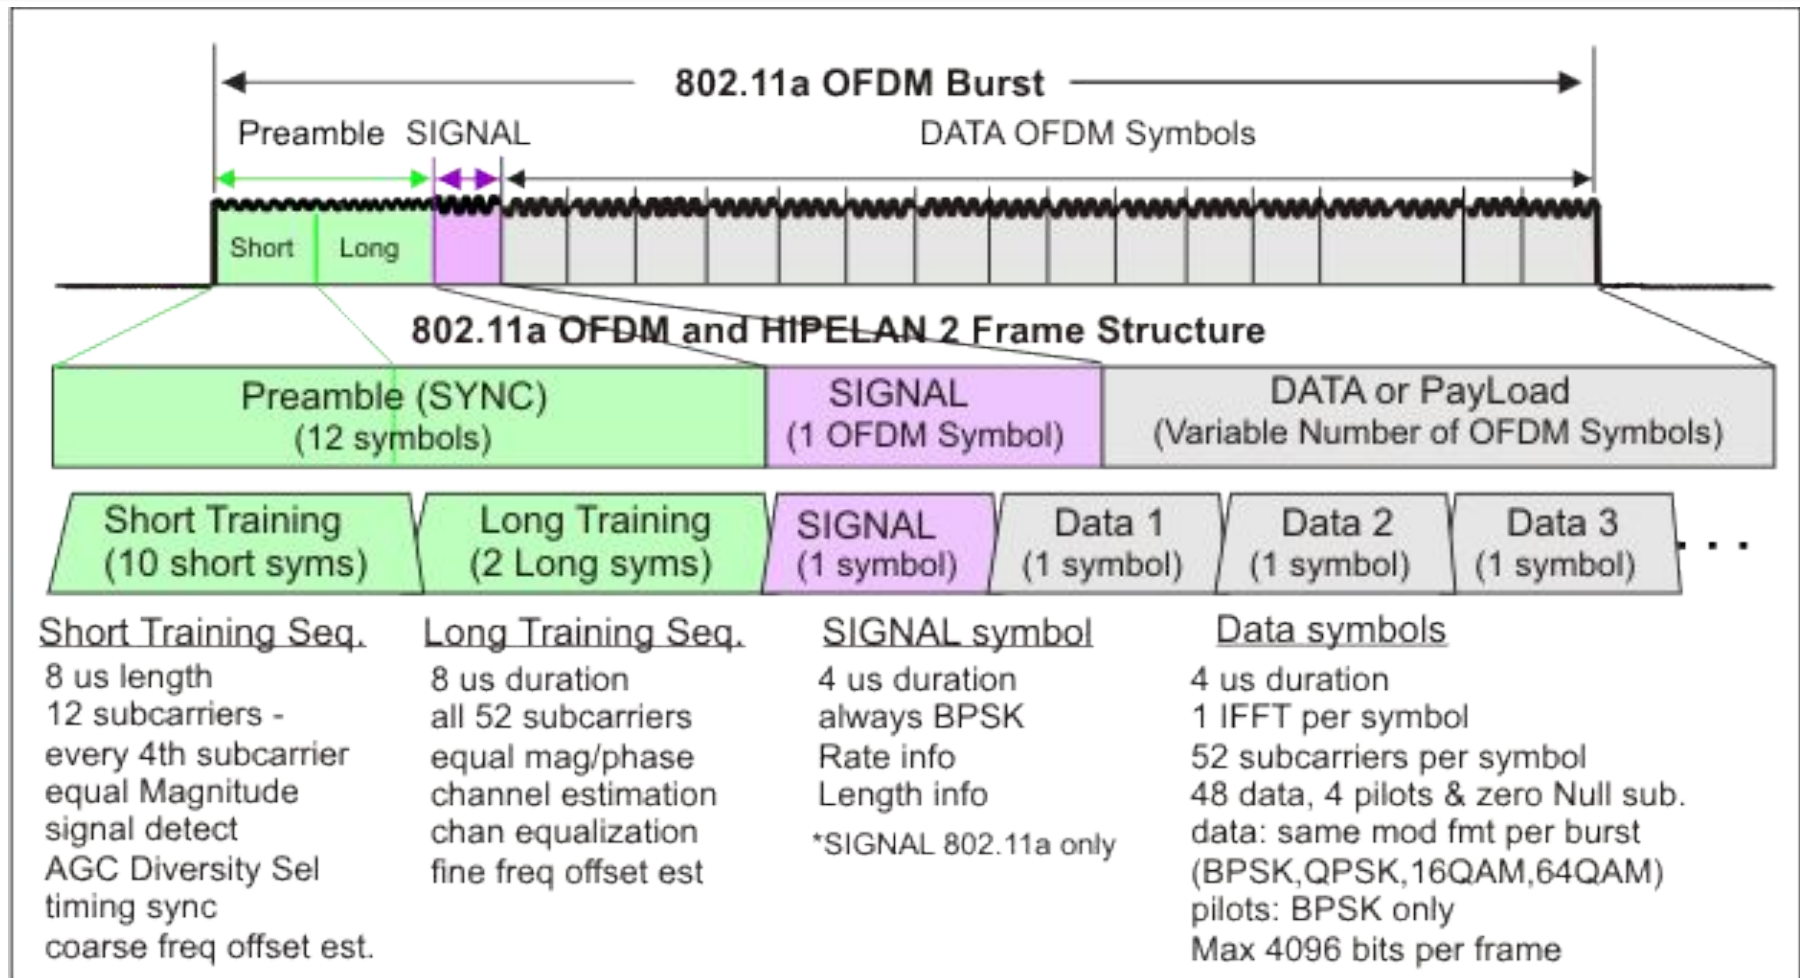 802.11a OFDM Burst
Preamble SIGNAL DATA OFDM Symbols
Short Long
802.11a OFDM and HIPELAN 2 Frame Structure
Preamble (SYNC)
(12 symbols)
SIGNAL
(1 OFDM Symbol)
DATA or PayLoad
(Variable Number of OFDM Symbols)
Short Training
(10 short syms)
Long Training
(2 Long syms)
SIGNAL
(1 symbol)
Data 1
(1 symbol)
Data 2
(1 symbol)
Data 3
(1 symbol)
. . .
Short Training Seq.
8 us length
12 subcarriers -
every 4th subcarrier
equal Magnitude
signal detect
AGC Diversity Sel
timing sync
coarse freq offset est.
Long Training Seq.
8 us duration
all 52 subcarriers
equal mag/phase
channel estimation
chan equalization
fine freq offset est
SIGNAL symbol
4 us duration
always BPSK
Rate info
Length info
*SIGNAL 802.11a only
Data symbols
4 us duration
1 IFFT per symbol
52 subcarriers per symbol
48 data, 4 pilots & zero Null sub.
data: same mod fmt per burst
(BPSK,QPSK,16QAM,64QAM)
pilots: BPSK only
Max 4096 bits per frame